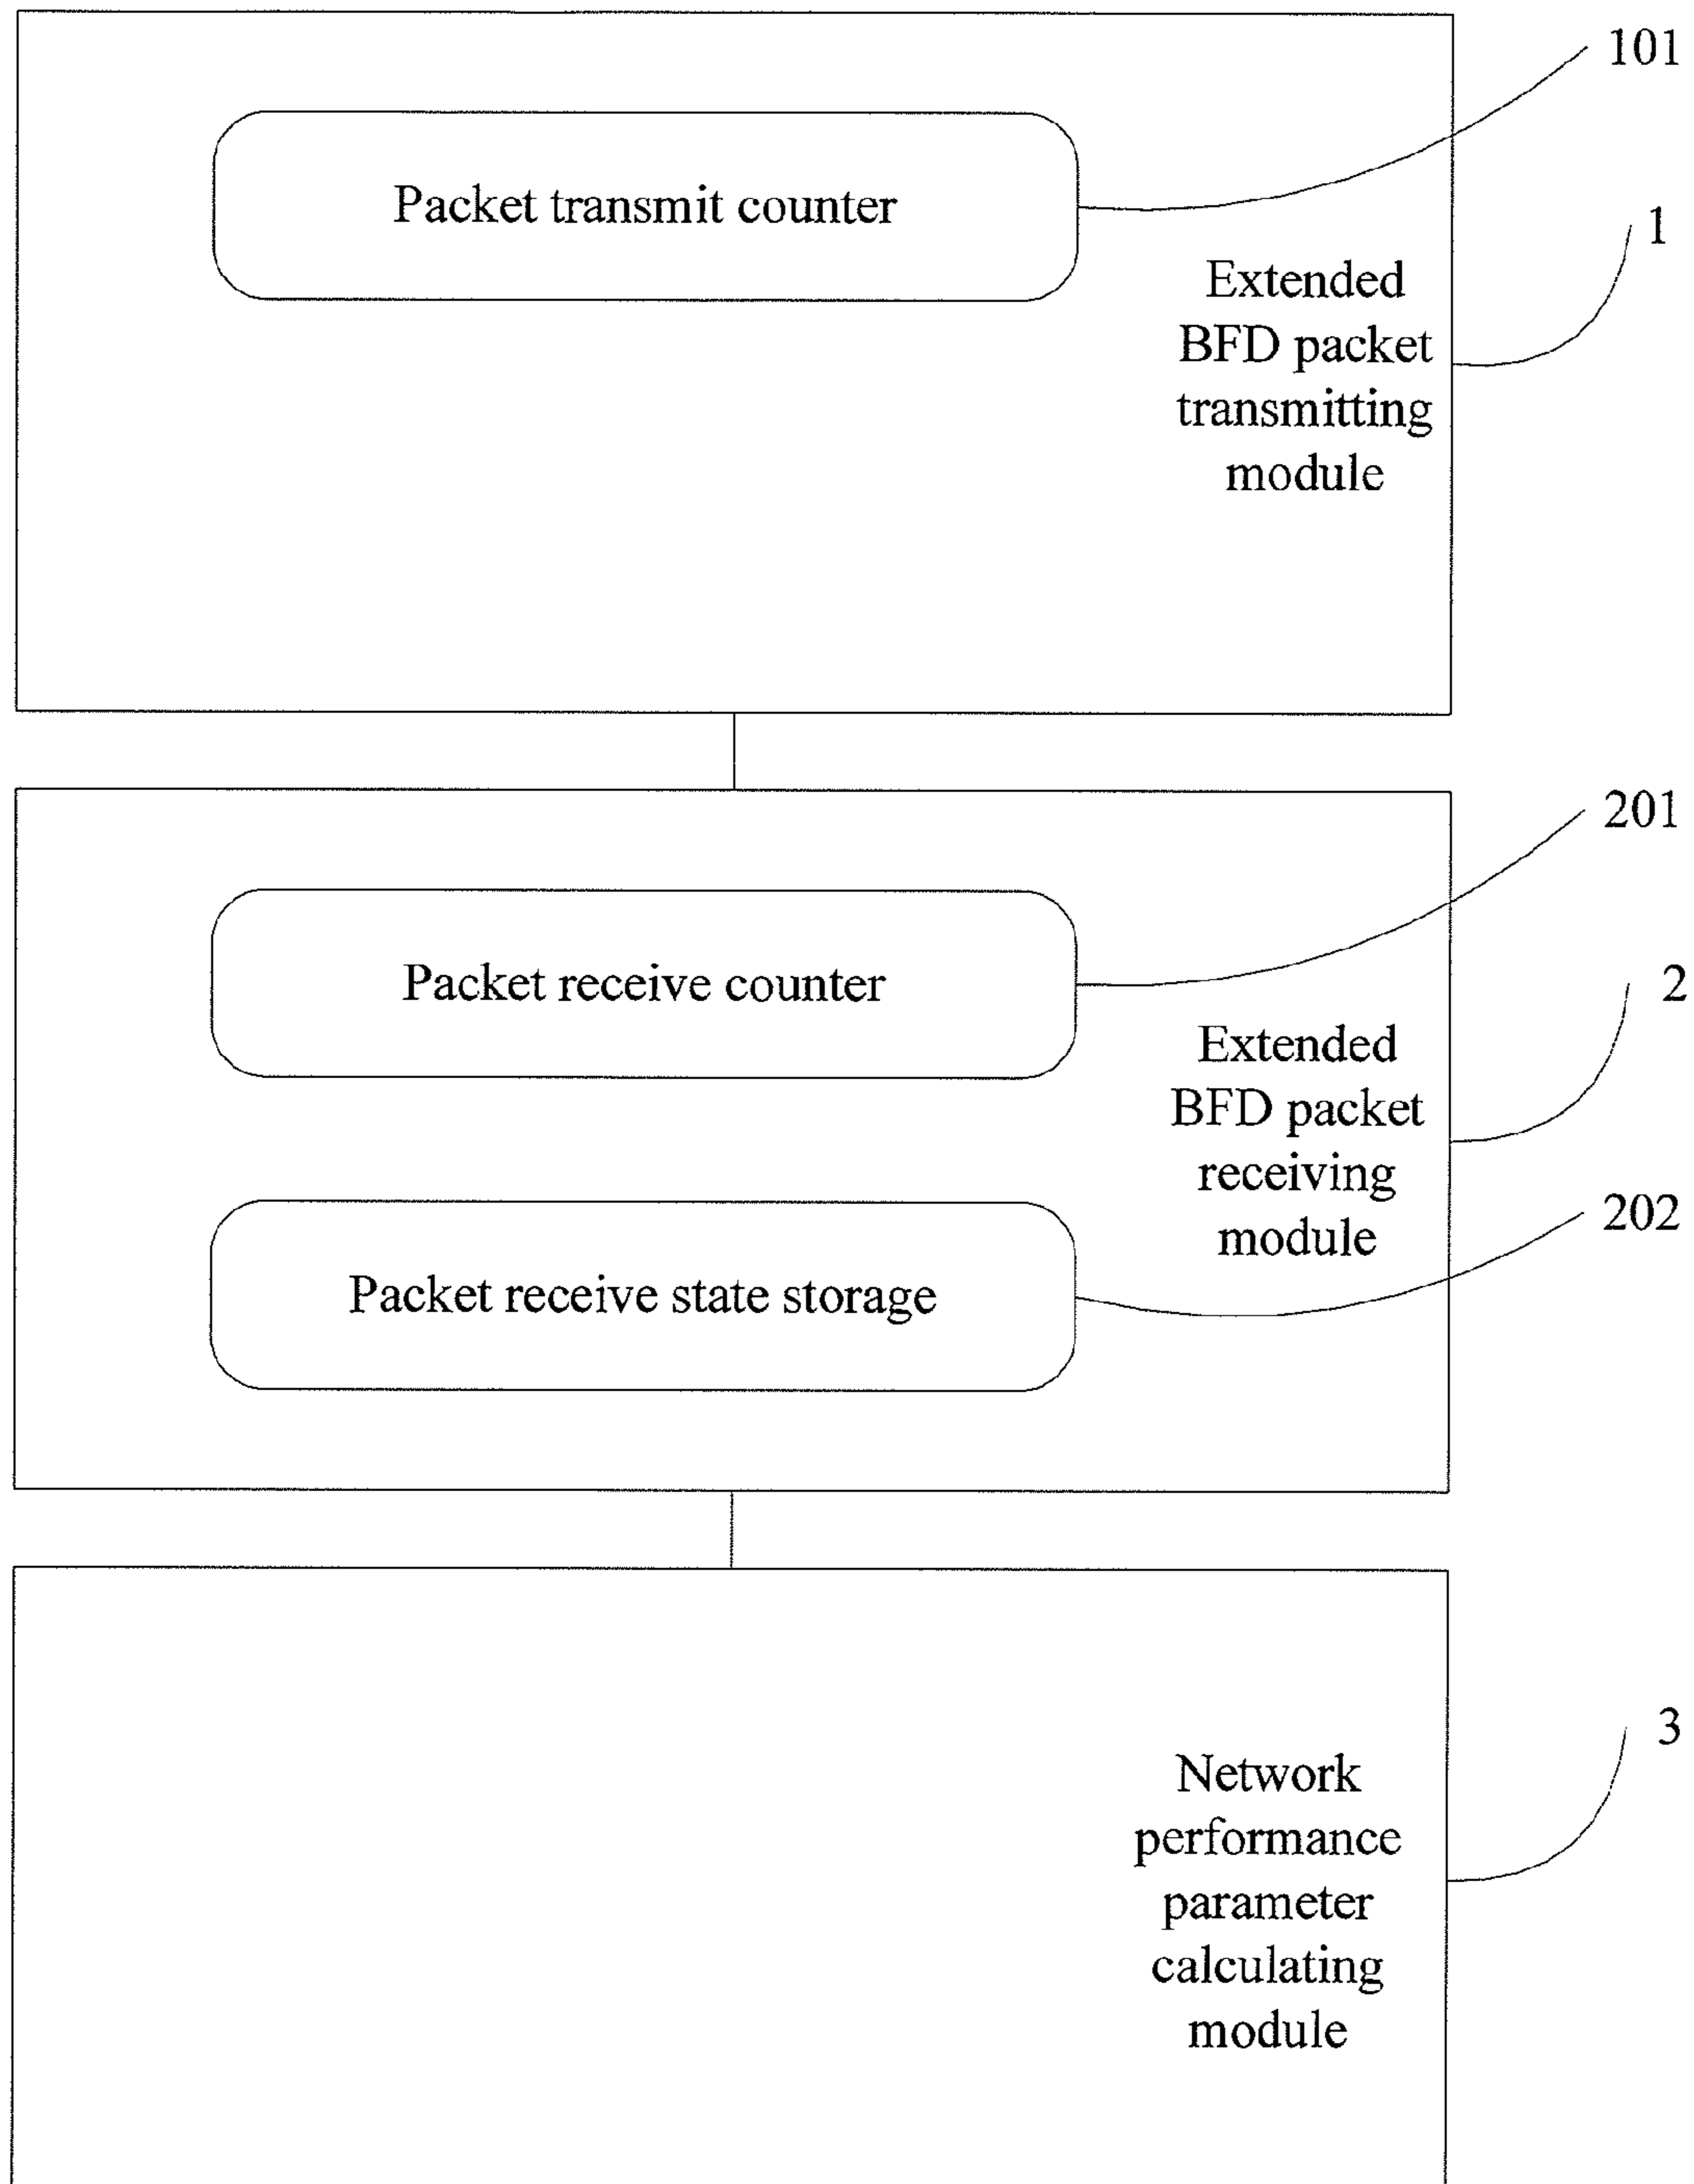 101
Packet transmit counter
1
Extended
BFD packet
transmitting
module
201
Packet receive counter
2
Extended
BFD packet
receiving
module
202
Packet receive state storage
3
Network
performance
parameter
calculating
module